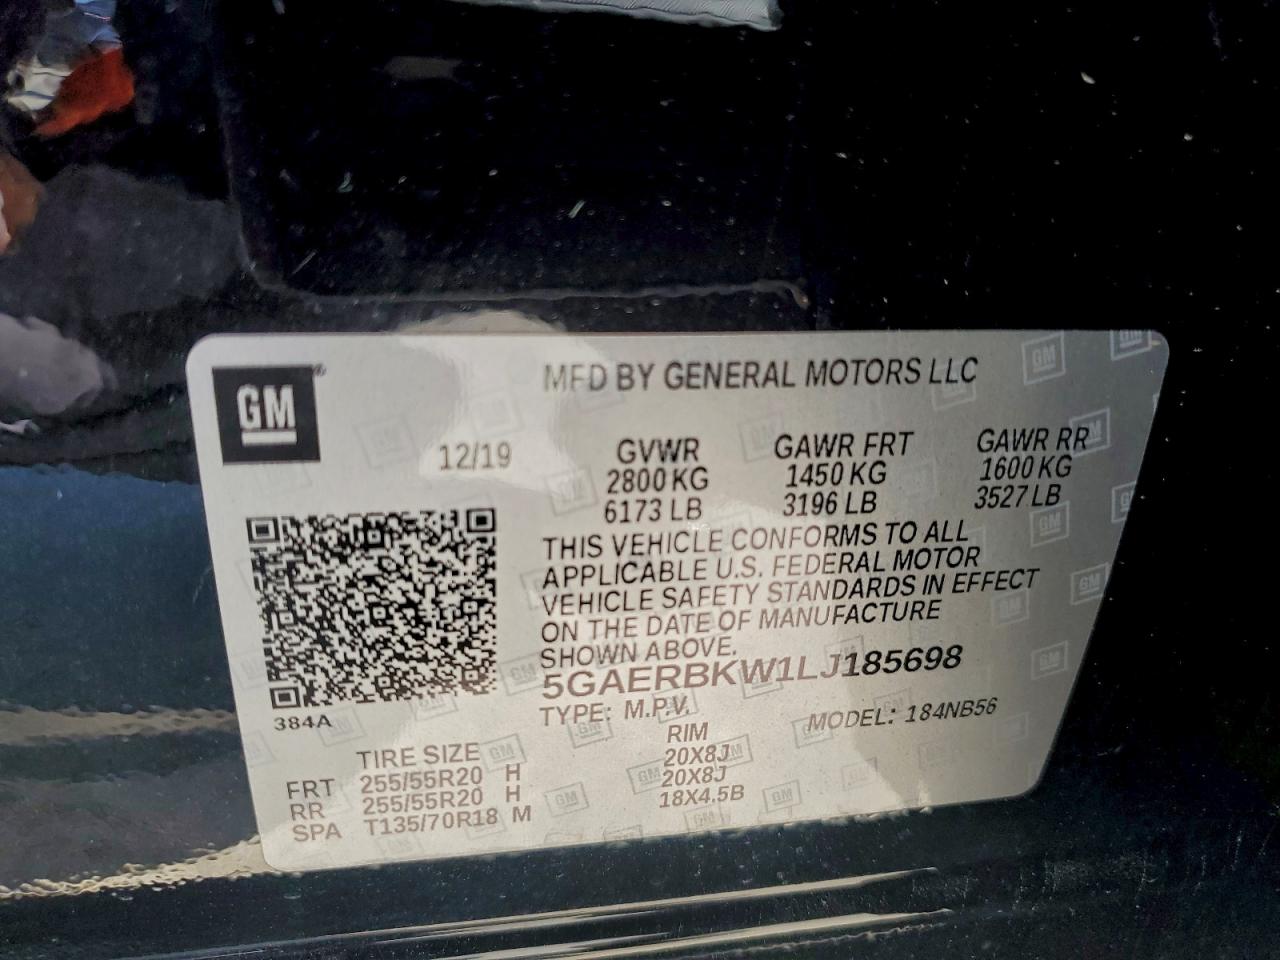 GM
MFD BY GENERAL MOTORS LLC
12/19
GVWR GAWR FRT GAWR RR
2800 KG 1450 KG 1600 KG
6173 LB 3196 LB 3527 LB
THIS VEHICLE CONFORMS TO ALL
APPLICABLE U.S. FEDERAL MOTOR
VEHICLE SAFETY STANDARDS IN EFFECT
ON THE DATE OF MANUFACTURE
SHOWN ABOVE.
5GAERBKW1LJ185698
TYPE: M.P.V. MODEL: 184NB56
384A
TIRE SIZE RIM
FRT 255/55R20 H 20X8J
RR 255/55R20 H 20X8J
SPA T135/70R18 M 18X4.5B